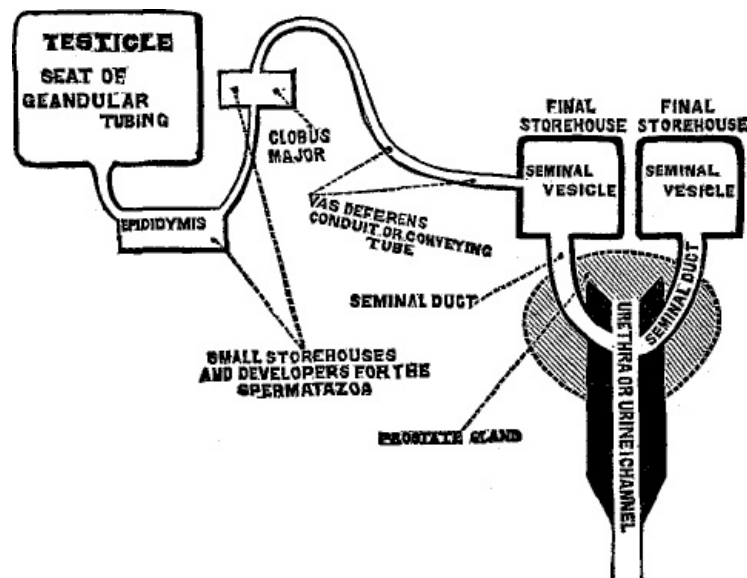 TESTICLE
SEAT OF
GEANDULAR
TUBING
EPIDIDYMIS
GLOBUS
MAJOR
VAS DEFERENS
CONDUIT OR CONVEYING
TUBE
SMALL STOREHOUSES
AND DEVELOPERS FOR THE
SPERMATAZOA
FINAL
STOREHOUSE
SEMINAL
VESICLE
FINAL
STOREHOUSE
SEMINAL
VESICLE
SEMINAL DUCT
SEMINAL DUCT
PROSTATE GLAND
URETHRA OR URINE CHANNEL